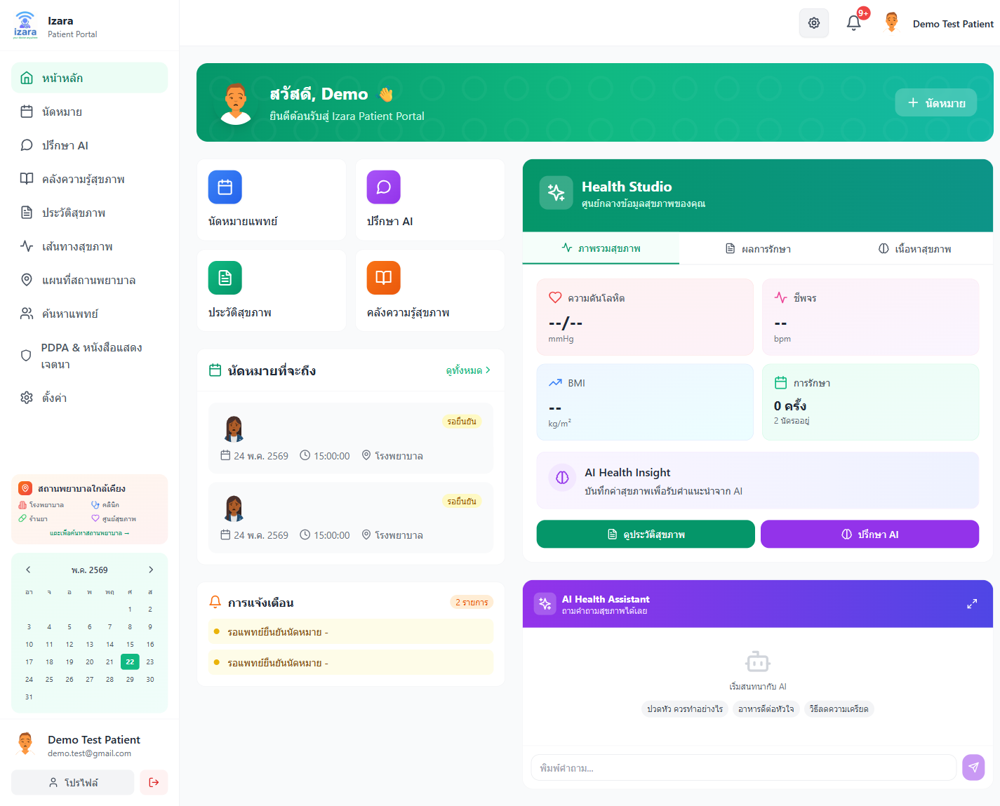 izara
Izara
Patient Portal
หน้าหลัก
นัดหมาย
ปรึกษา AI
คลังความรู้สุขภาพ
ประวัติสุขภาพ
เส้นทางสุขภาพ
แผนที่สถานพยาบาล
ค้นหาแพทย์
PDPA & หนังสือแสดง
เจตนา
ตั้งค่า
สถานพยาบาลใกล้เคียง
โรงพยาบาล
คลินิก
ร้านยา
ศูนย์สุขภาพ
แตะเพื่อค้นหาสถานพยาบาล →
พ.ค. 2569
อา จ อ พ พฤ ศ ส
1 2
3 4 5 6 7 8 9
10 11 12 13 14 15 16
17 18 19 20 21 22 23
24 25 26 27 28 29 30
31
Demo Test Patient
demo.test@gmail.com
โปรไฟล์
9+
Demo Test Patient
สวัสดี, Demo 👋
ยินดีต้อนรับสู่ Izara Patient Portal
+ นัดหมาย
นัดหมายแพทย์
ปรึกษา AI
ประวัติสุขภาพ
คลังความรู้สุขภาพ
นัดหมายที่จะถึง
ดูทั้งหมด >
รอยืนยัน
24 พ.ค. 2569 15:00:00 โรงพยาบาล
รอยืนยัน
24 พ.ค. 2569 15:00:00 โรงพยาบาล
การแจ้งเตือน
2 รายการ
รอแพทย์ยืนยันนัดหมาย -
รอแพทย์ยืนยันนัดหมาย -
Health Studio
ศูนย์กลางข้อมูลสุขภาพของคุณ
ภาพรวมสุขภาพ
ผลการรักษา
เนื้อหาสุขภาพ
ความดันโลหิต
--/--
mmHg
ชีพจร
--
bpm
BMI
--
kg/m²
การรักษา
0 ครั้ง
2 นัดรออยู่
AI Health Insight
บันทึกค่าสุขภาพเพื่อรับคำแนะนำจาก AI
ดูประวัติสุขภาพ
ปรึกษา AI
AI Health Assistant
ถามคำถามสุขภาพได้เลย
เริ่มสนทนากับ AI
ปวดหัว ควรทำอย่างไร
อาหารดีต่อหัวใจ
วิธีลดความเครียด
พิมพ์คำถาม...